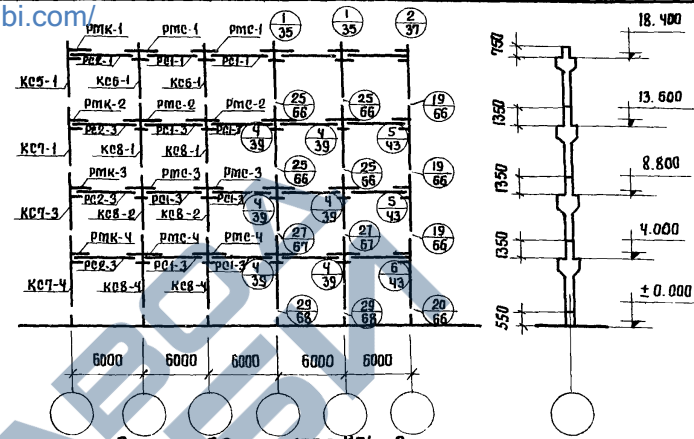 bi.com/
РМК-1 РМС-1 РМС-1 1/35 1/35 2/37 18.400
750
РС2-1 РС1-1 РС1-1
КС5-1 КС6-1 КС6-1
РМК-2 РМС-2 РМС-2 25/66 25/66 19/66 13.600
1350
РС2-3 РС1-3 4/39 4/39 5/43
КС7-1 КС8-1 КС8-1
РМК-3 РМС-3 РМС-3 25/66 25/66 19/66 8.800
1350
РС2-3 РС1-3 РС1-3 4/39 4/39 5/43
КС7-3 КС8-2 КС8-2
РМК-4 РМС-4 РМС-4 27/67 27/67 19/66 4.000
1350
РС2-3 РС1-3 РС1-3 4/39 4/39 6/43
КС7-4 КС8-4 КС8-4
29/68 29/68 20/66 ± 0.000
550
6000 6000 6000 6000 6000